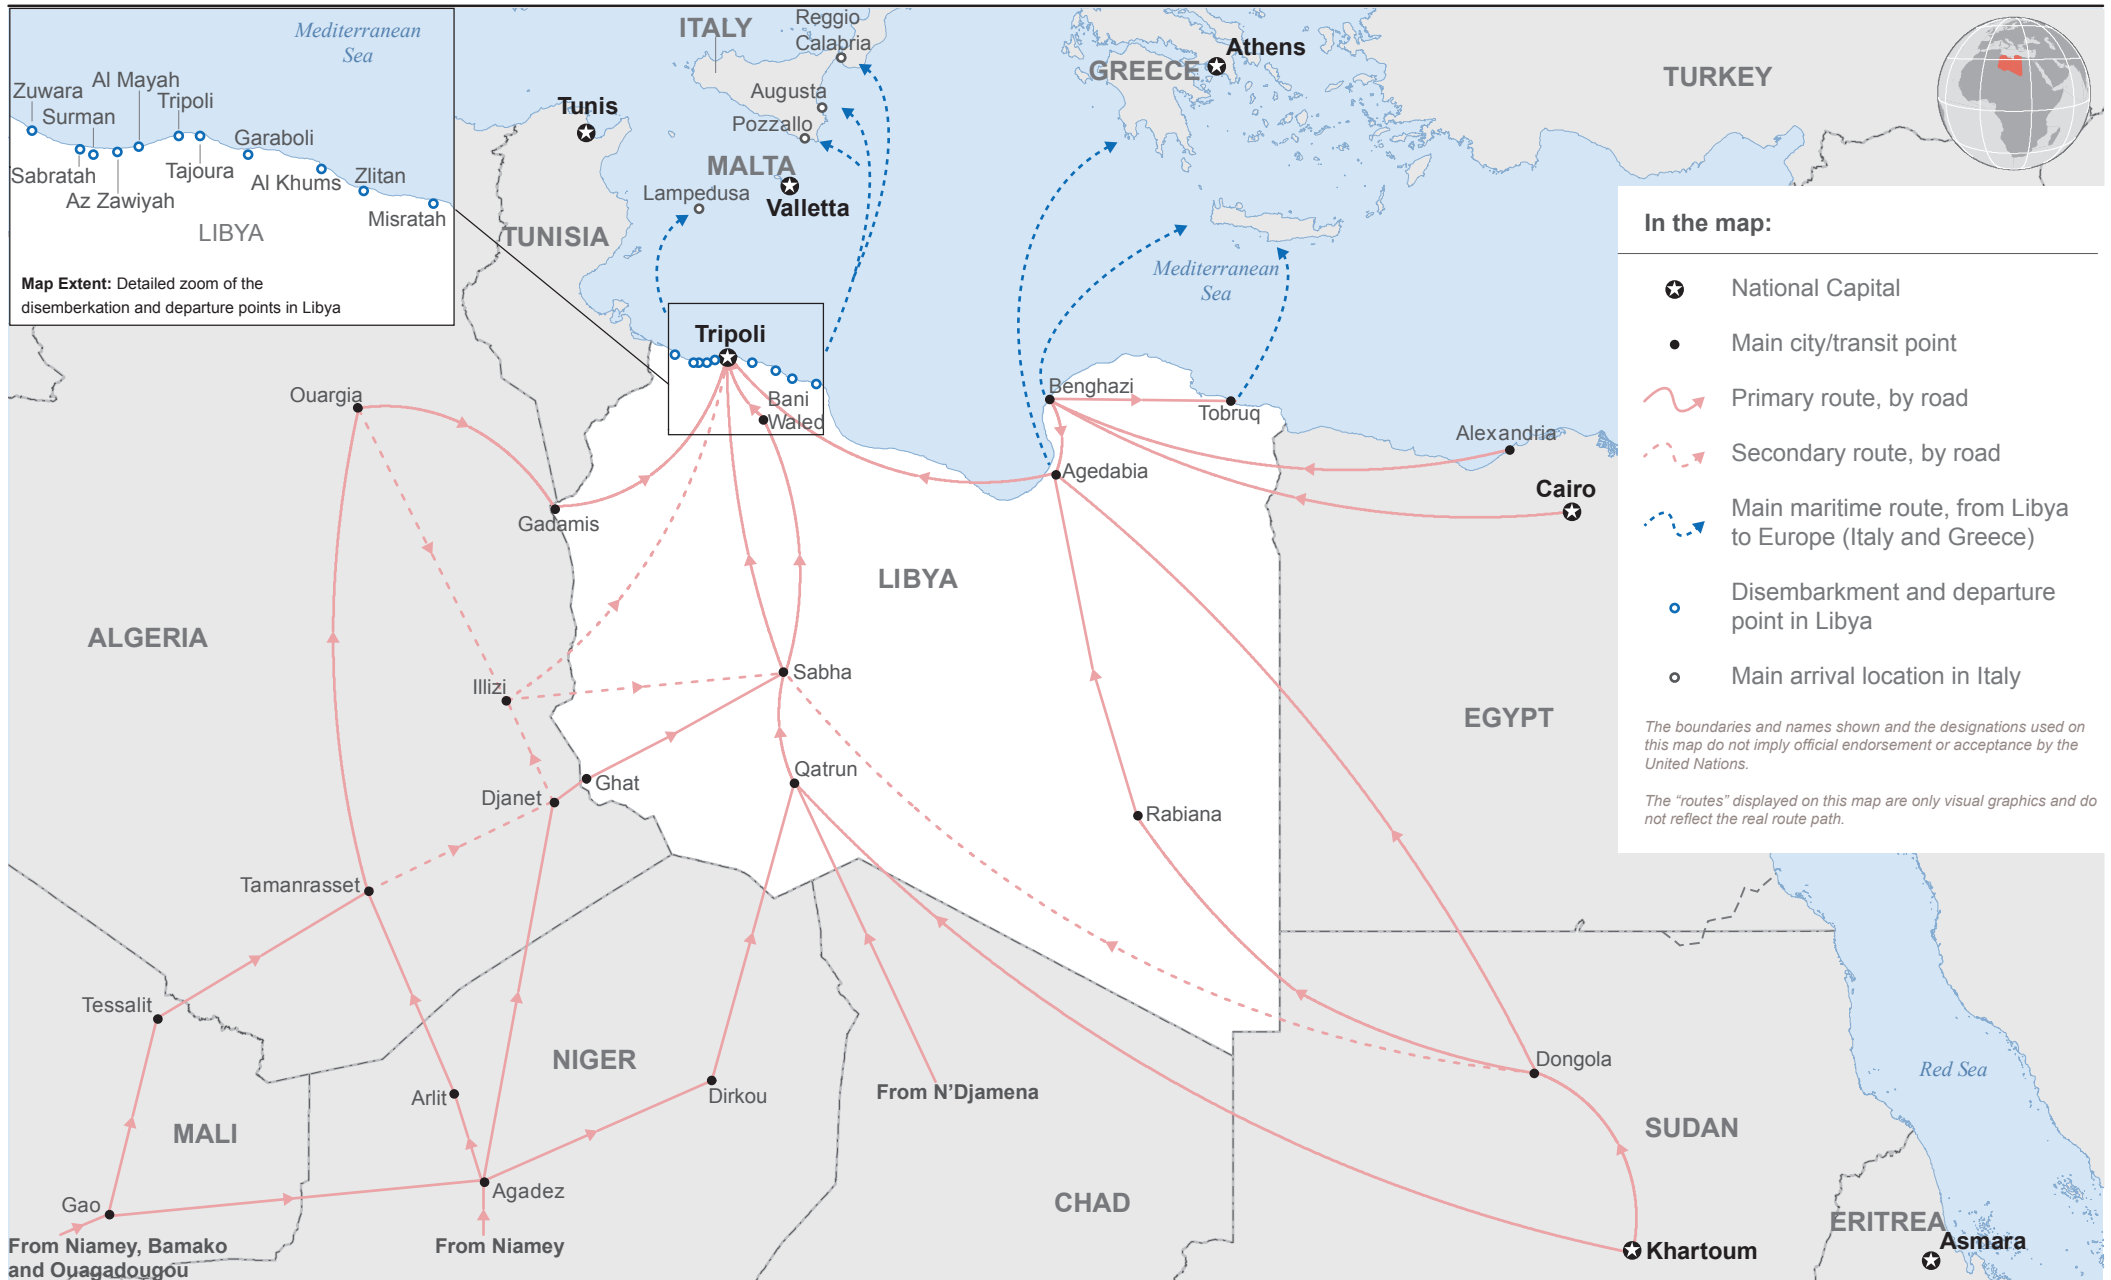 Mediterranean
Sea
Zuwara
Al Mayah
Surman
Tripoli
Garaboli
Sabratah
Az Zawiyah
Tajoura
Al Khums
Zlitan
Misratah
LIBYA
Map Extent: Detailed zoom of the
disemberkation and departure points in Libya
ITALY
Reggio
Calabria
Augusta
Pozzallo
MALTA
Valletta
Lampedusa
Tunis
TUNISIA
GREECE
Athens
TURKEY
Mediterranean
Sea
Tripoli
Bani
Waled
Benghazi
Tobruq
Agedabia
Alexandria
Cairo
Ouargia
Gadamis
LIBYA
ALGERIA
Illizi
Sabha
EGYPT
Ghat
Djanet
Qatrun
Rabiana
Tamanrasset
Tessalit
NIGER
Arlit
Dirkou
From N'Djamena
Dongola
Red Sea
MALI
SUDAN
Gao
Agadez
CHAD
ERITREA
Asmara
Khartoum
From Niamey, Bamako
and Ouagadougou
From Niamey
In the map:
National Capital
Main city/transit point
Primary route, by road
Secondary route, by road
Main maritime route, from Libya
to Europe (Italy and Greece)
Disembarkment and departure
point in Libya
Main arrival location in Italy
The boundaries and names shown and the designations used on
this map do not imply official endorsement or acceptance by the
United Nations.
The "routes" displayed on this map are only visual graphics and do
not reflect the real route path.